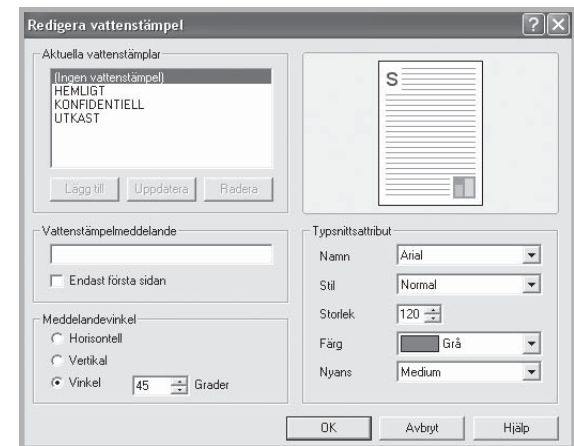 Redigera vattenstämpel
Aktuella vattenstämplar
(Ingen vattenstämpel)
HEMLIGT
KONFIDENTIELL
UTKAST
Lägg till Uppdatera Radera
S
Vattenstämpelmeddelande
Endast första sidan
Meddelandevinkel
Horisontell
Vertikal
Vinkel 45 Grader
Typsnittsattribut
Namn Arial
Stil Normal
Storlek 120
Färg Grå
Nyans Medium
OK Avbryt Hjälp